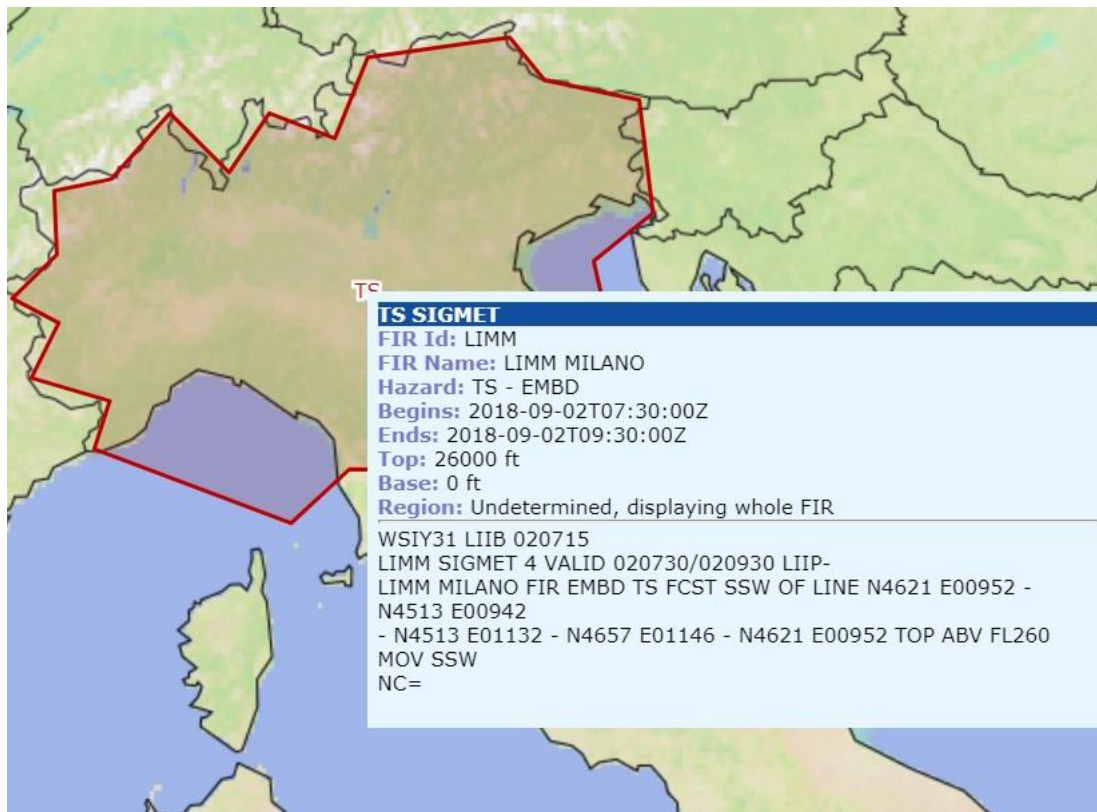 TS
TS SIGMET
FIR Id: LIMM
FIR Name: LIMM MILANO
Hazard: TS - EMBD
Begins: 2018-09-02T07:30:00Z
Ends: 2018-09-02T09:30:00Z
Top: 26000 ft
Base: 0 ft
Region: Undetermined, displaying whole FIR
WSIY31 LIIB 020715
LIMM SIGMET 4 VALID 020730/020930 LIIP-
LIMM MILANO FIR EMBD TS FCST SSW OF LINE N4621 E00952 -
N4513 E00942
- N4513 E01132 - N4657 E01146 - N4621 E00952 TOP ABV FL260
MOV SSW
NC=